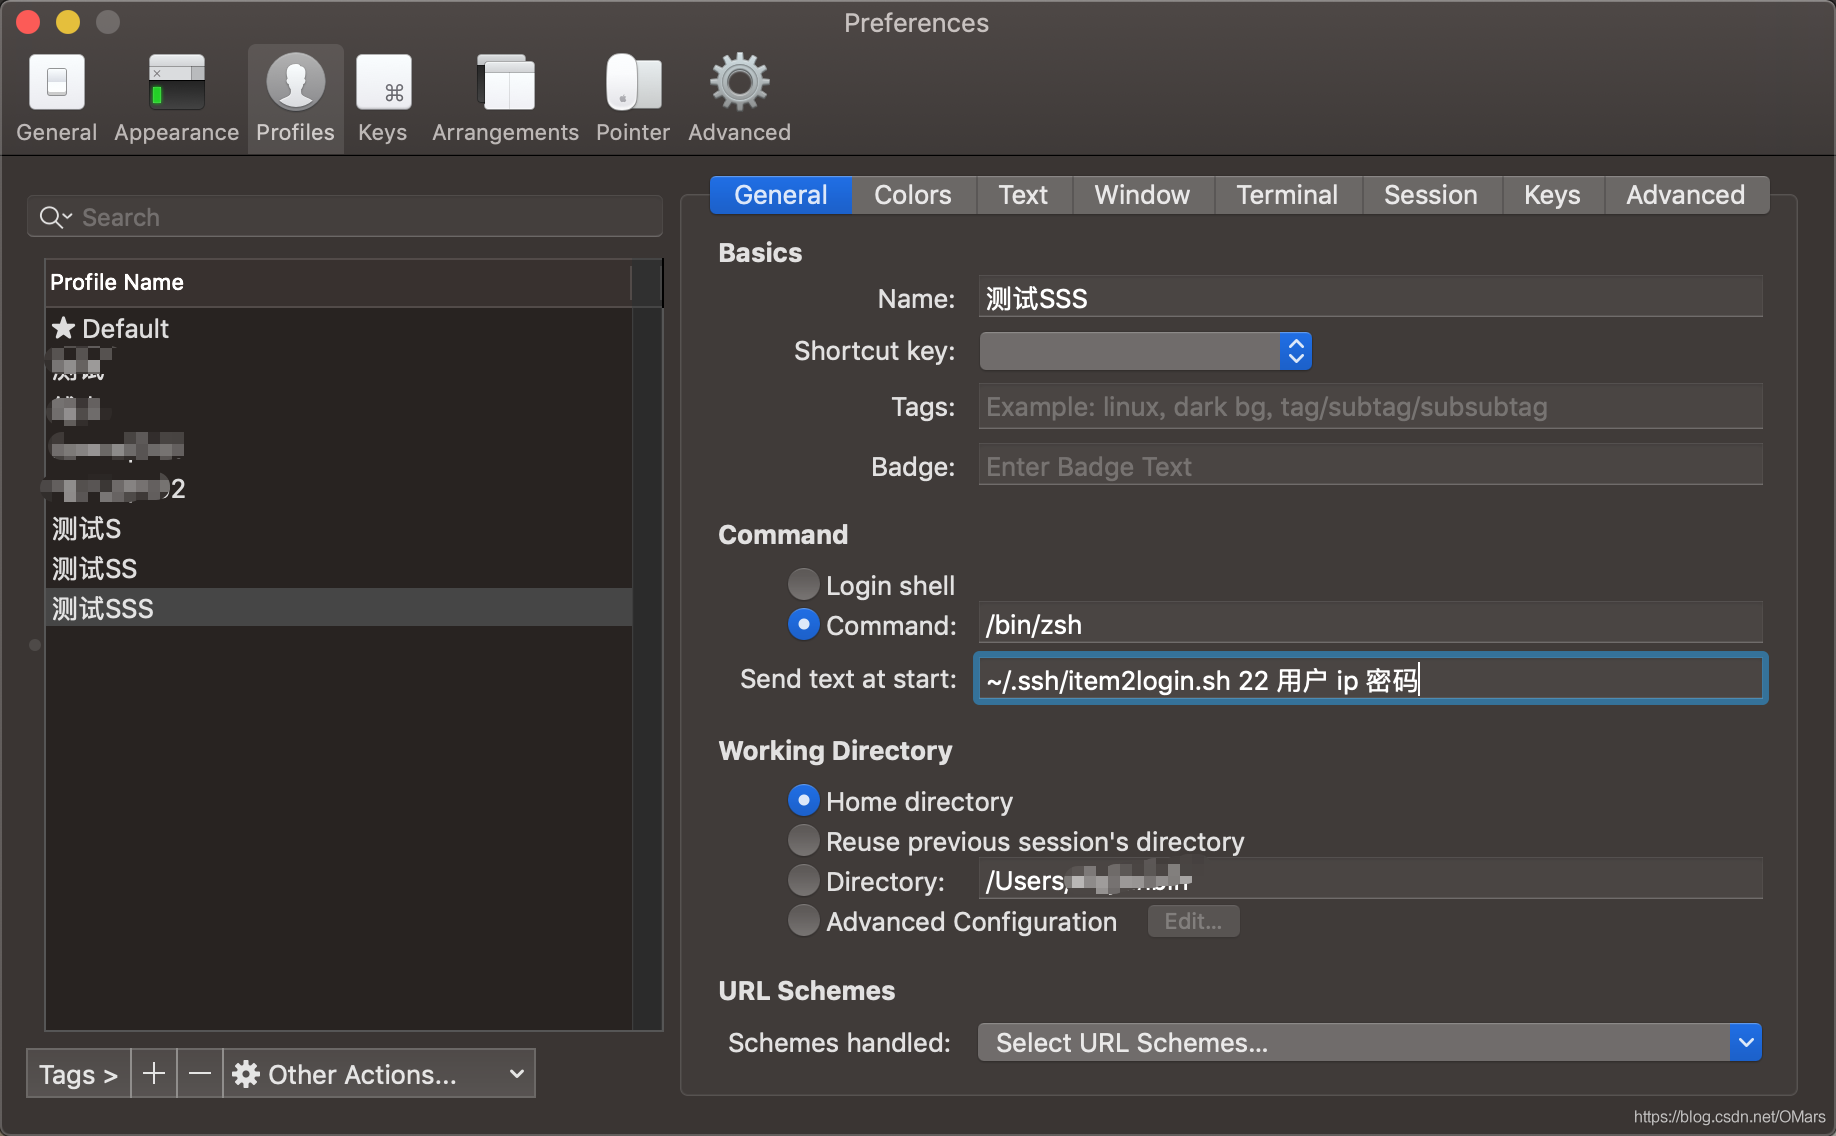 Preferences
General
Appearance
Profiles
Keys
Arrangements
Pointer
Advanced
Search
Profile Name
Default
测试
2
测试S
测试SS
测试SSS
Tags >
Other Actions...
General
Colors
Text
Window
Terminal
Session
Keys
Advanced
Basics
Name: 测试SSS
Shortcut key:
Tags: Example: linux, dark bg, tag/subtag/subsubtag
Badge: Enter Badge Text
Command
Login shell
Command: /bin/zsh
Send text at start: ~/.ssh/item2login.sh 22 用户 ip 密码
Working Directory
Home directory
Reuse previous session's directory
Directory: /Users/
Advanced Configuration Edit...
URL Schemes
Schemes handled: Select URL Schemes...
https://blog.csdn.net/OMars